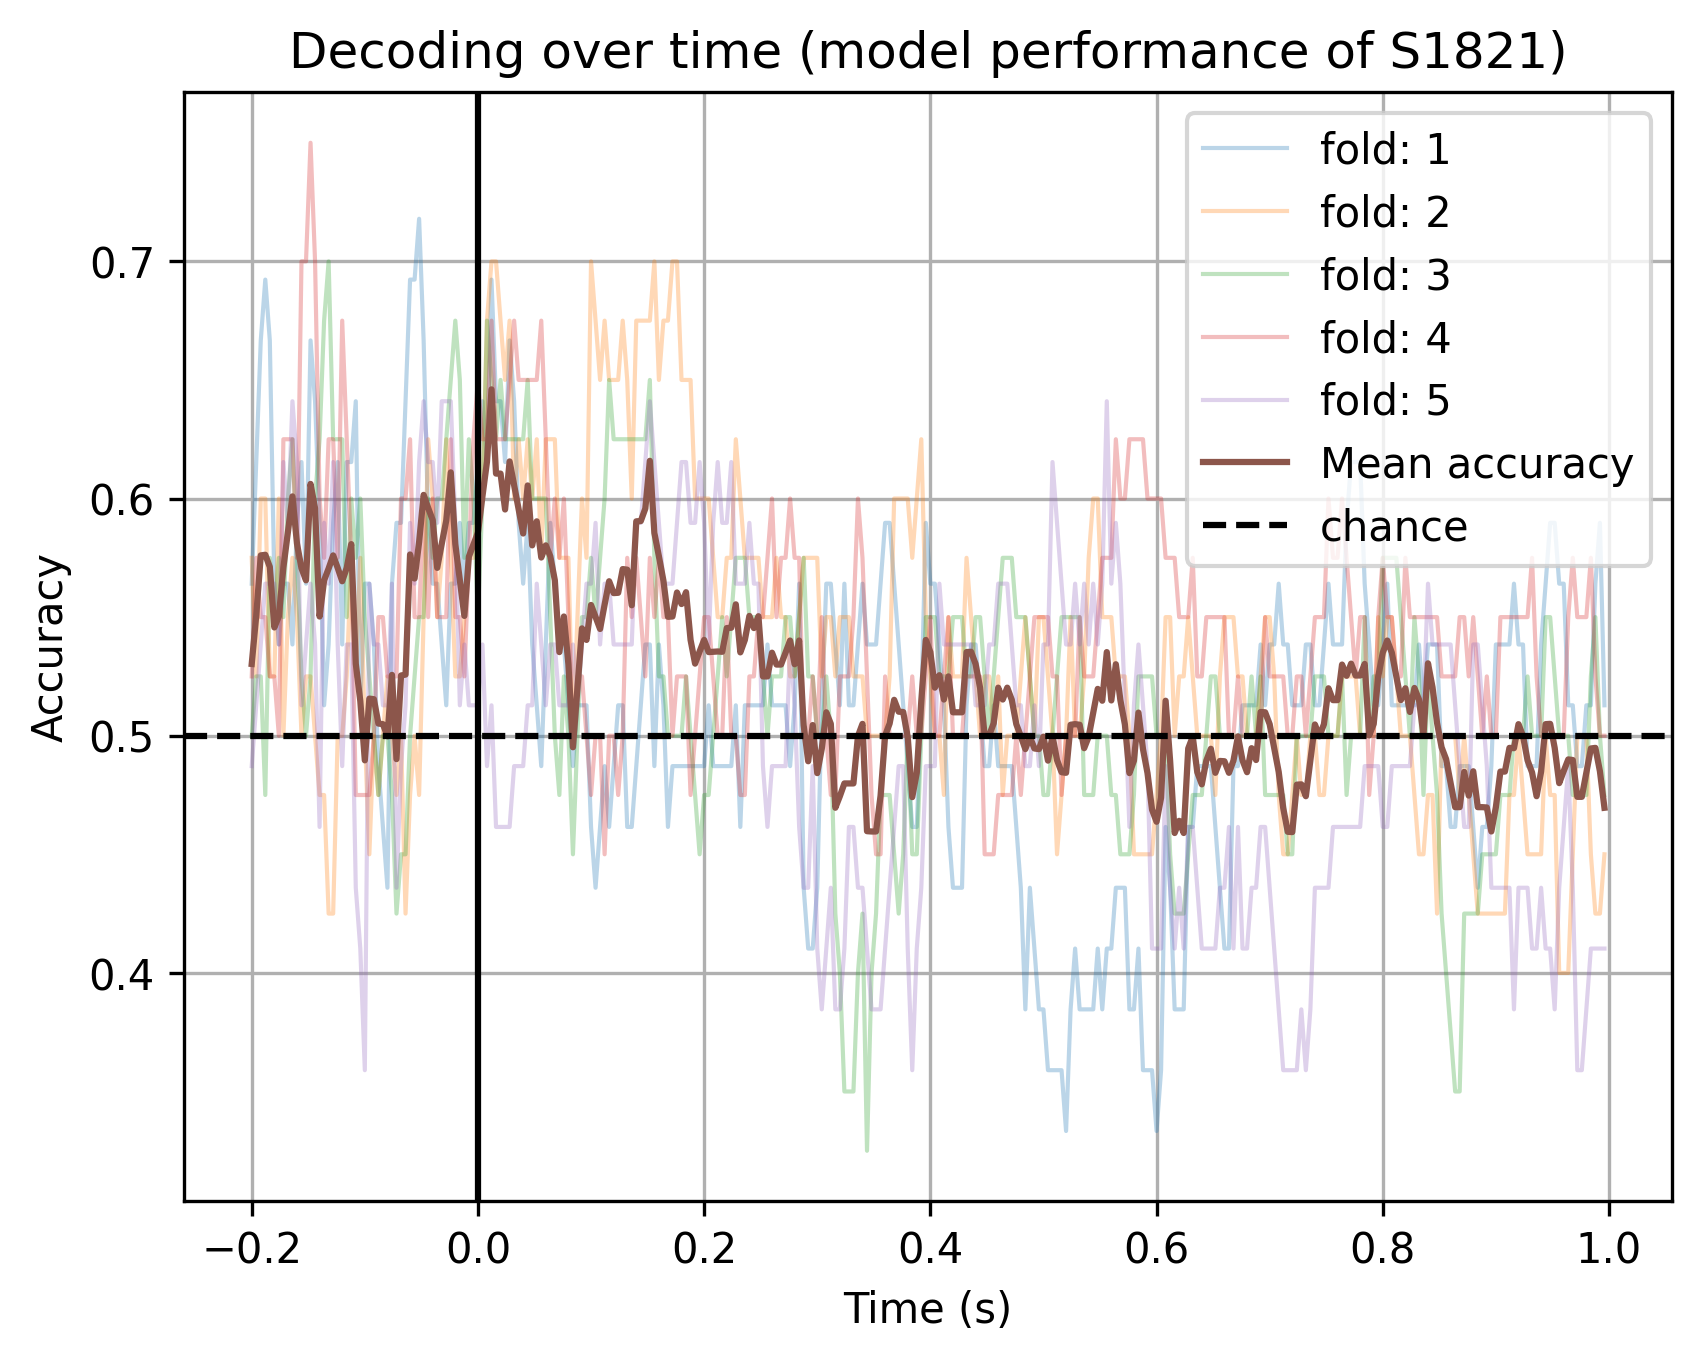 Decoding over time (model performance of S1821)
fold: 1
fold: 2
fold: 3
fold: 4
fold: 5
Mean accuracy
chance
Accuracy
0.7
0.6
0.5
0.4
−0.2 0.0 0.2 0.4 0.6 0.8 1.0
Time (s)